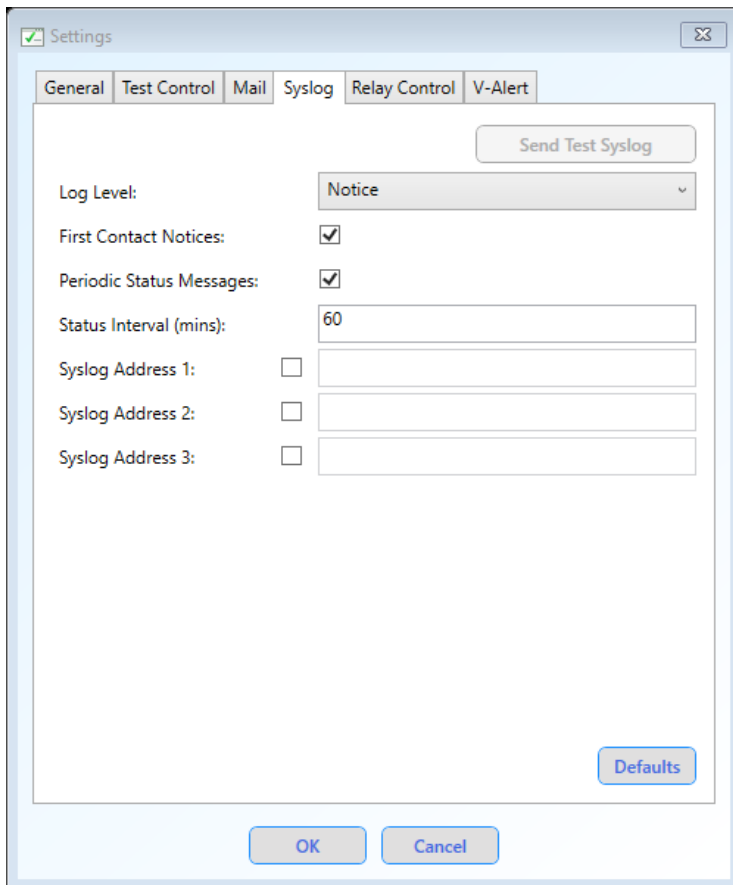 Settings
General Test Control Mail Syslog Relay Control V-Alert
Send Test Syslog
Log Level: Notice
First Contact Notices:
Periodic Status Messages:
Status Interval (mins): 60
Syslog Address 1:
Syslog Address 2:
Syslog Address 3:
Defaults
OK Cancel